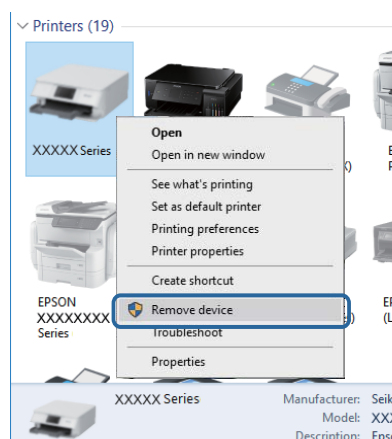 Printers (19)
XXXXX Series
Open
Open in new window
See what's printing
Set as default printer
Printing preferences
Printer properties
Create shortcut
Remove device
Troubleshoot
Properties
EPSON
XXXXXXXX
Series
XXXXX Series
Manufacturer:
Model:
Description: